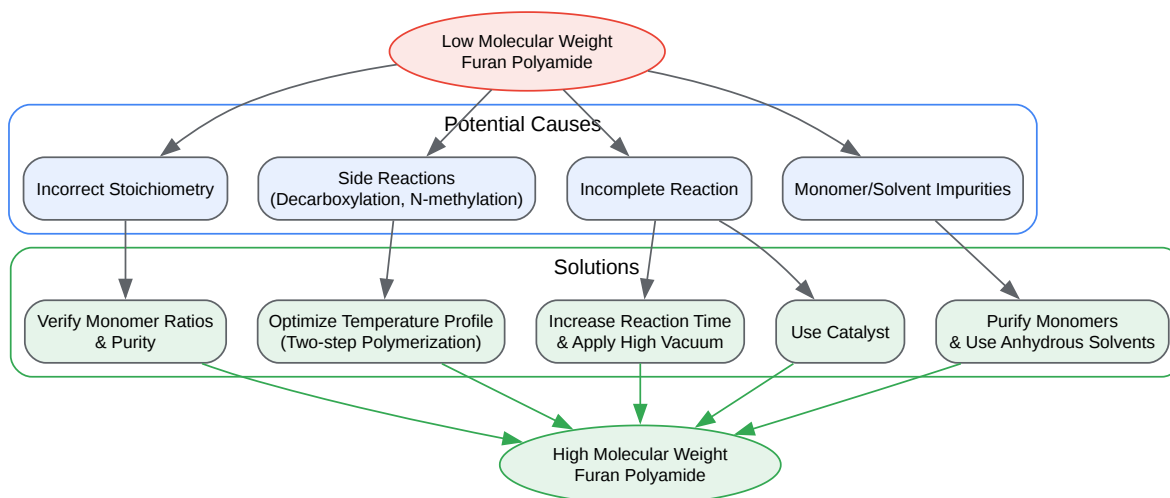 Low Molecular Weight
Furan Polyamide
Potential Causes
Incorrect Stoichiometry
Side Reactions
(Decarboxylation, N-methylation)
Incomplete Reaction
Monomer/Solvent Impurities
Solutions
Verify Monomer Ratios
& Purity
Optimize Temperature Profile
(Two-step Polymerization)
Increase Reaction Time
& Apply High Vacuum
Use Catalyst
Purify Monomers
& Use Anhydrous Solvents
High Molecular Weight
Furan Polyamide